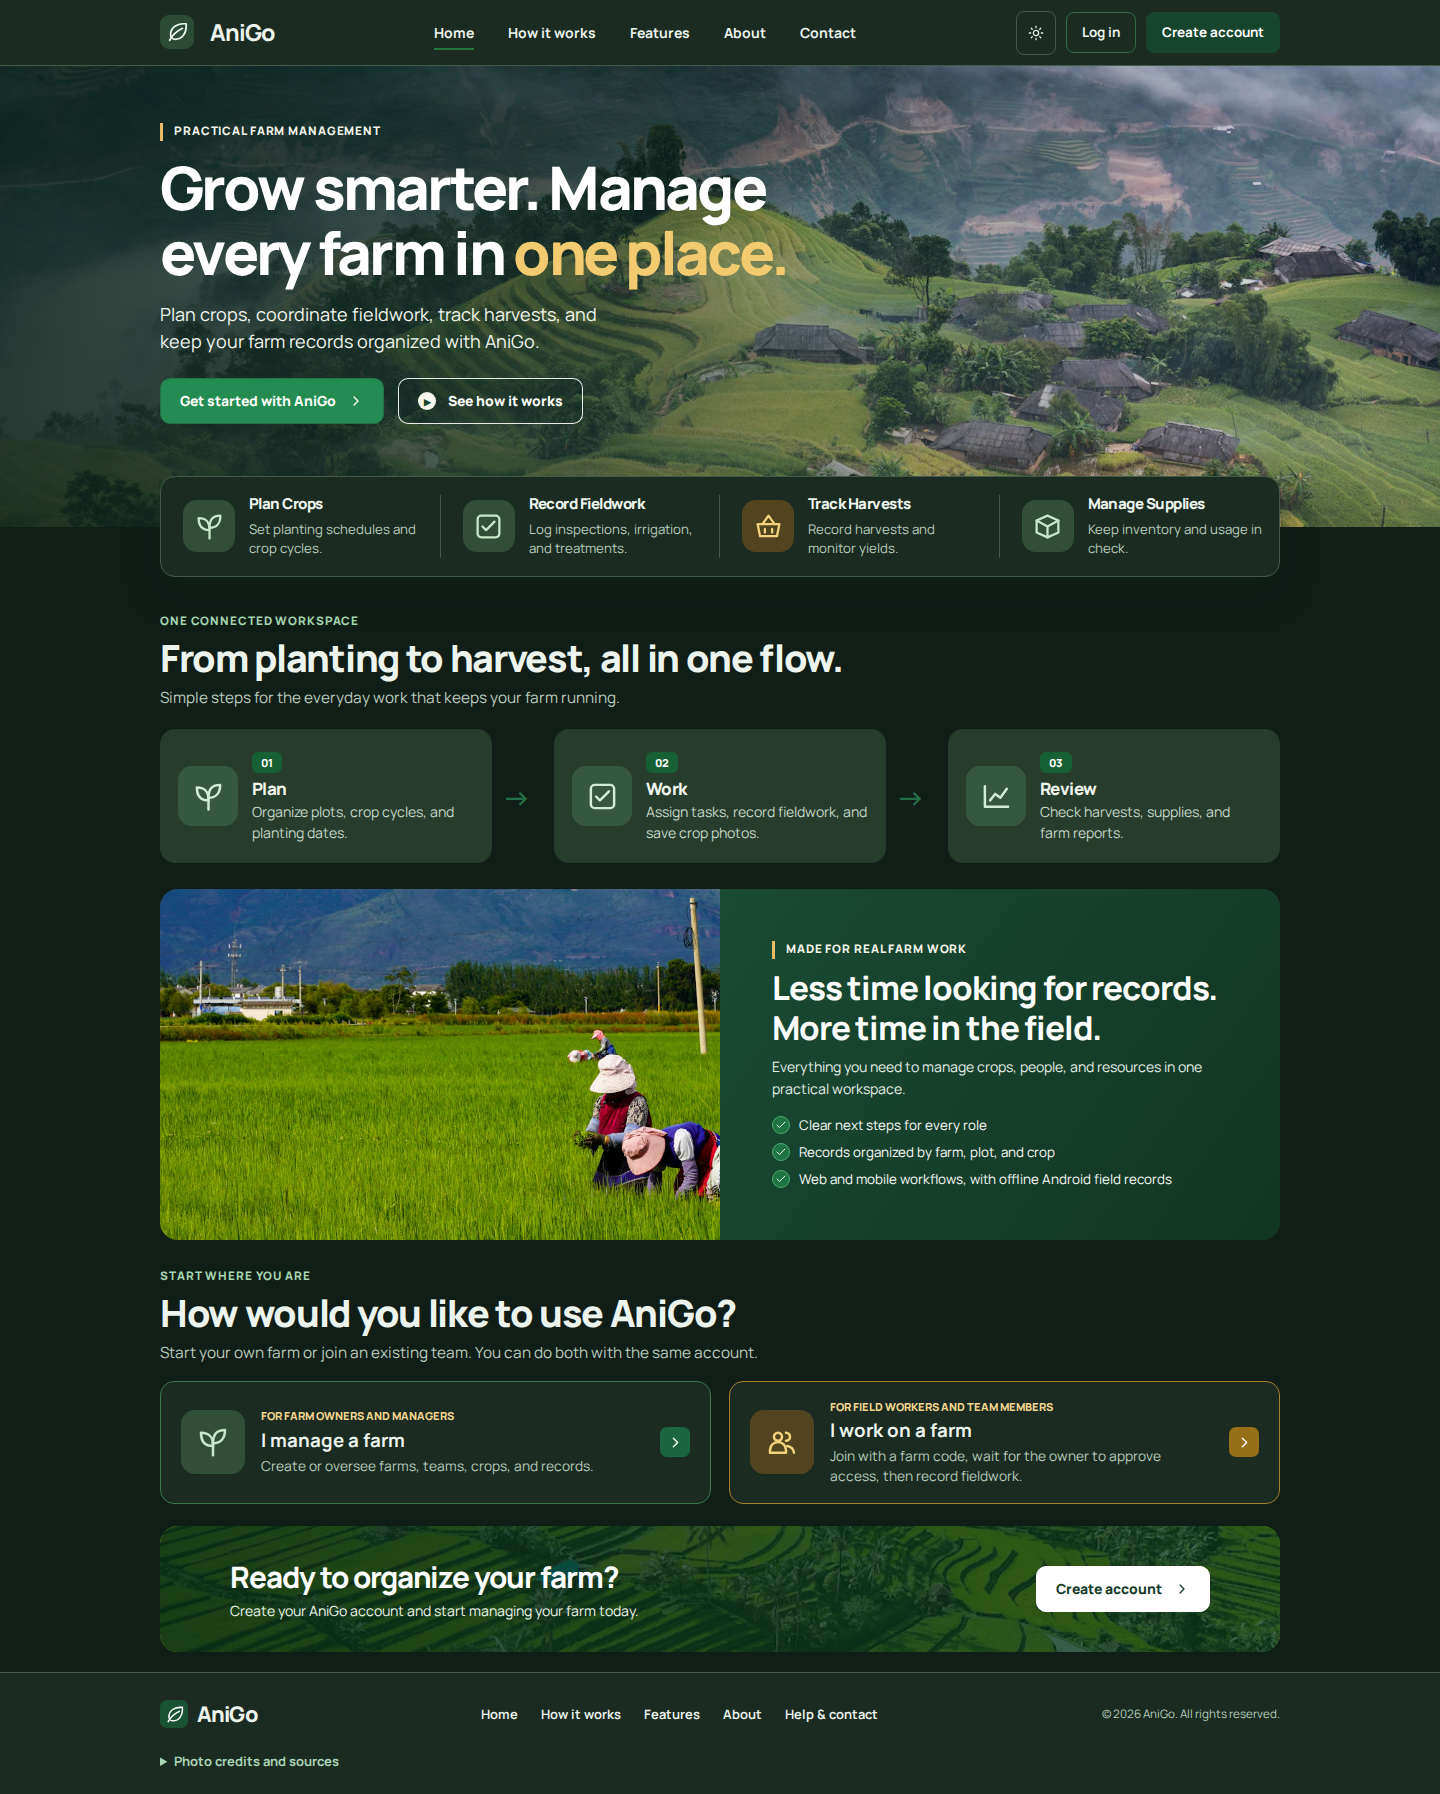 AniGo
Home
How it works
Features
About
Contact
Log in
Create account
PRACTICAL FARM MANAGEMENT
Grow smarter. Manage
every farm in one place.
Plan crops, coordinate fieldwork, track harvests, and
keep your farm records organized with AniGo.
Get started with AniGo
See how it works
Plan Crops
Set planting schedules and
crop cycles.
Record Fieldwork
Log inspections, irrigation,
and treatments.
Track Harvests
Record harvests and
monitor yields.
Manage Supplies
Keep inventory and usage in
check.
ONE CONNECTED WORKSPACE
From planting to harvest, all in one flow.
Simple steps for the everyday work that keeps your farm running.
01
Plan
Organize plots, crop cycles, and
planting dates.
02
Work
Assign tasks, record fieldwork, and
save crop photos.
03
Review
Check harvests, supplies, and
farm reports.
MADE FOR REAL FARM WORK
Less time looking for records.
More time in the field.
Everything you need to manage crops, people, and resources in one
practical workspace.
Clear next steps for every role
Records organized by farm, plot, and crop
Web and mobile workflows, with offline Android field records
START WHERE YOU ARE
How would you like to use AniGo?
Start your own farm or join an existing team. You can do both with the same account.
FOR FARM OWNERS AND MANAGERS
I manage a farm
Create or oversee farms, teams, crops, and records.
FOR FIELD WORKERS AND TEAM MEMBERS
I work on a farm
Join with a farm code, wait for the owner to approve
access, then record fieldwork.
Ready to organize your farm?
Create your AniGo account and start managing your farm today.
Create account
AniGo
Home
How it works
Features
About
Help & contact
© 2026 AniGo. All rights reserved.
Photo credits and sources